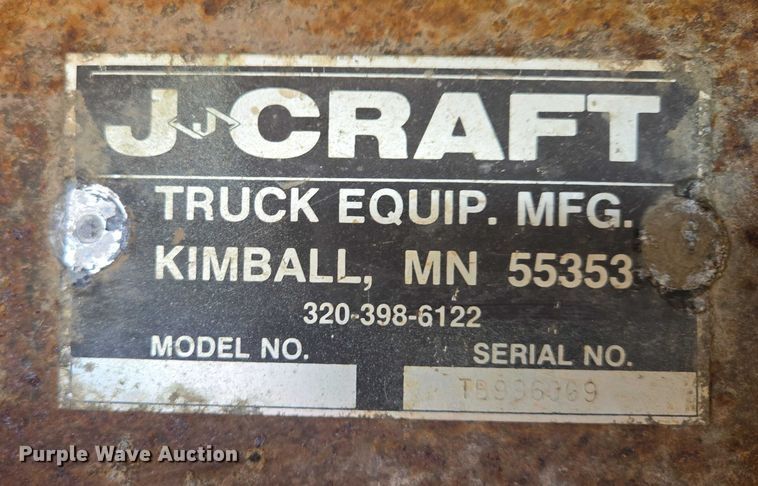 J-CRAFT
TRUCK EQUIP. MFG.
KIMBALL, MN 55353
320-398-6122
MODEL NO. SERIAL NO.
Purple Wave Auction